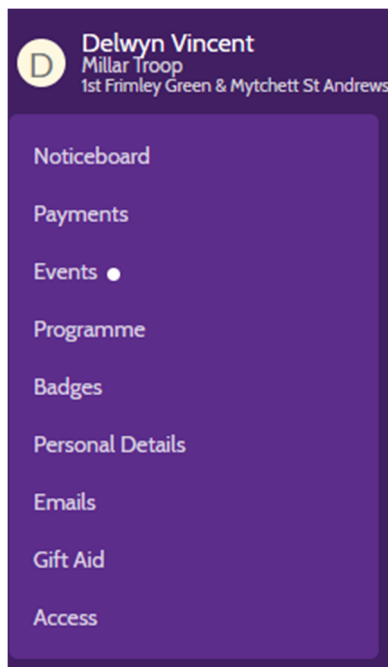 D
Delwyn Vincent
Millar Troop
1st Frimley Green & Mytchett St Andrews
Noticeboard
Payments
Events
Programme
Badges
Personal Details
Emails
Gift Aid
Access